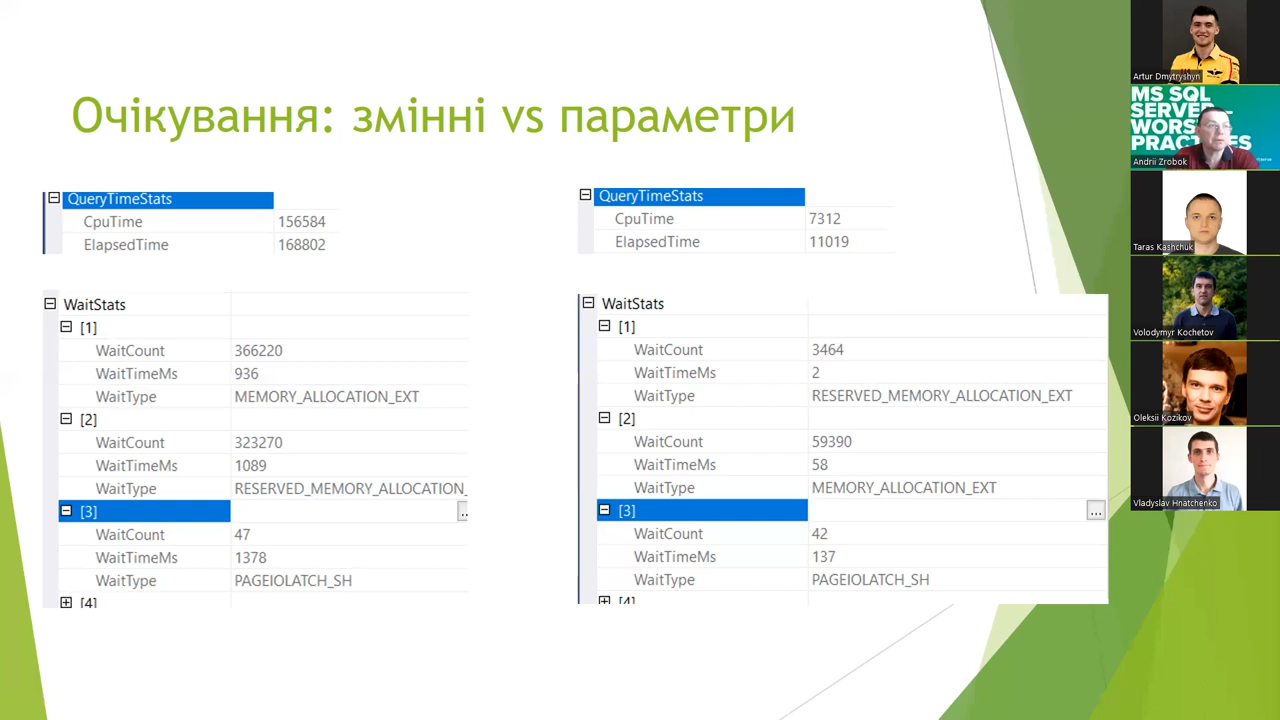 Очікування: змінні vs параметри
QueryTimeStats
CpuTime 156584
ElapsedTime 168802
WaitStats
[1]
WaitCount 366220
WaitTimeMs 936
WaitType MEMORY_ALLOCATION_EXT
[2]
WaitCount 323270
WaitTimeMs 1089
WaitType RESERVED_MEMORY_ALLOCATION_
[3]
...
WaitCount 47
WaitTimeMs 1378
WaitType PAGEIOLATCH_SH
[4]
QueryTimeStats
CpuTime 7312
ElapsedTime 11019
WaitStats
[1]
WaitCount 3464
WaitTimeMs 2
WaitType RESERVED_MEMORY_ALLOCATION_EXT
[2]
WaitCount 59390
WaitTimeMs 58
WaitType MEMORY_ALLOCATION_EXT
[3]
...
WaitCount 42
WaitTimeMs 137
WaitType PAGEIOLATCH_SH
[4]
Artur Dmytryshyn
MS SQL
SERVER
Andrii Zrobok
Taras Kashchuk
Volodymyr Kochetov
Oleksii Kozikov
Vladyslav Hnatchenko